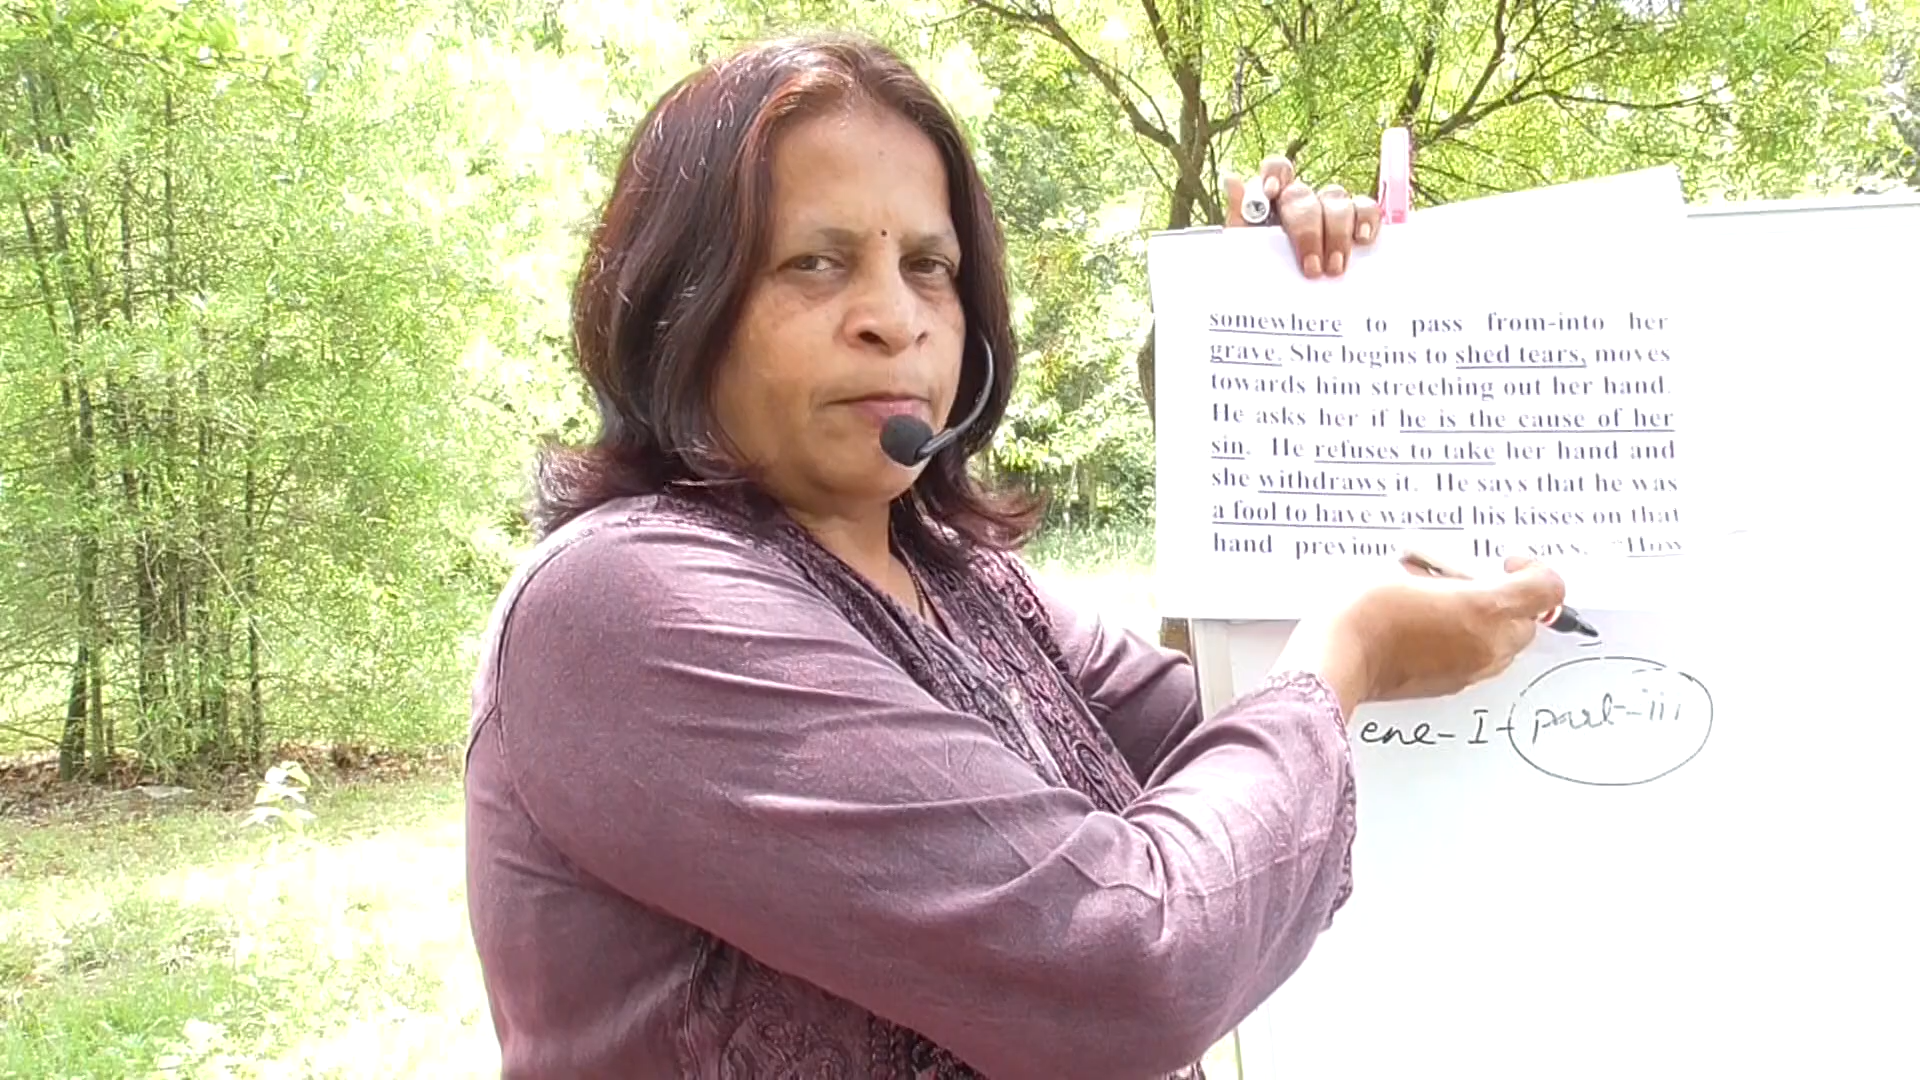 somewhere to pass from-into her
grave. She begins to shed tears, moves
towards him stretching out her hand.
He asks her if he is the cause of her
sin. He refuses to take her hand and
she withdraws it. He says that he was
a fool to have wasted his kisses on that
hand He says, "How
ene-I-part-iii